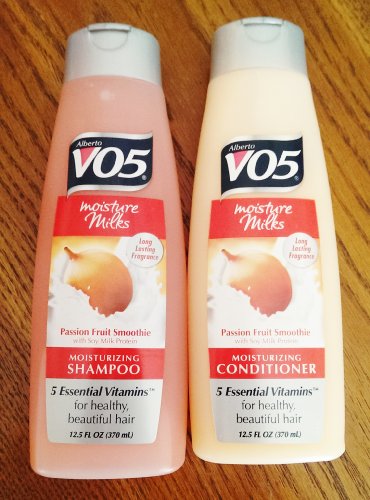 Alberto
VO5®
moisture
Milks
Long
Lasting
Fragrance
Passion Fruit Smoothie
with Soy Milk Protein
MOISTURIZING
SHAMPOO
5 Essential Vitamins™
for healthy,
beautiful hair
12.5 FL OZ (370 mL)
Alberto
VO5®
moisture
Milks
Long
Lasting
Fragrance
Passion Fruit Smoothie
with Soy Milk Protein
MOISTURIZING
CONDITIONER
5 Essential Vitamins™
for healthy,
beautiful hair
12.5 FL OZ (370 mL)